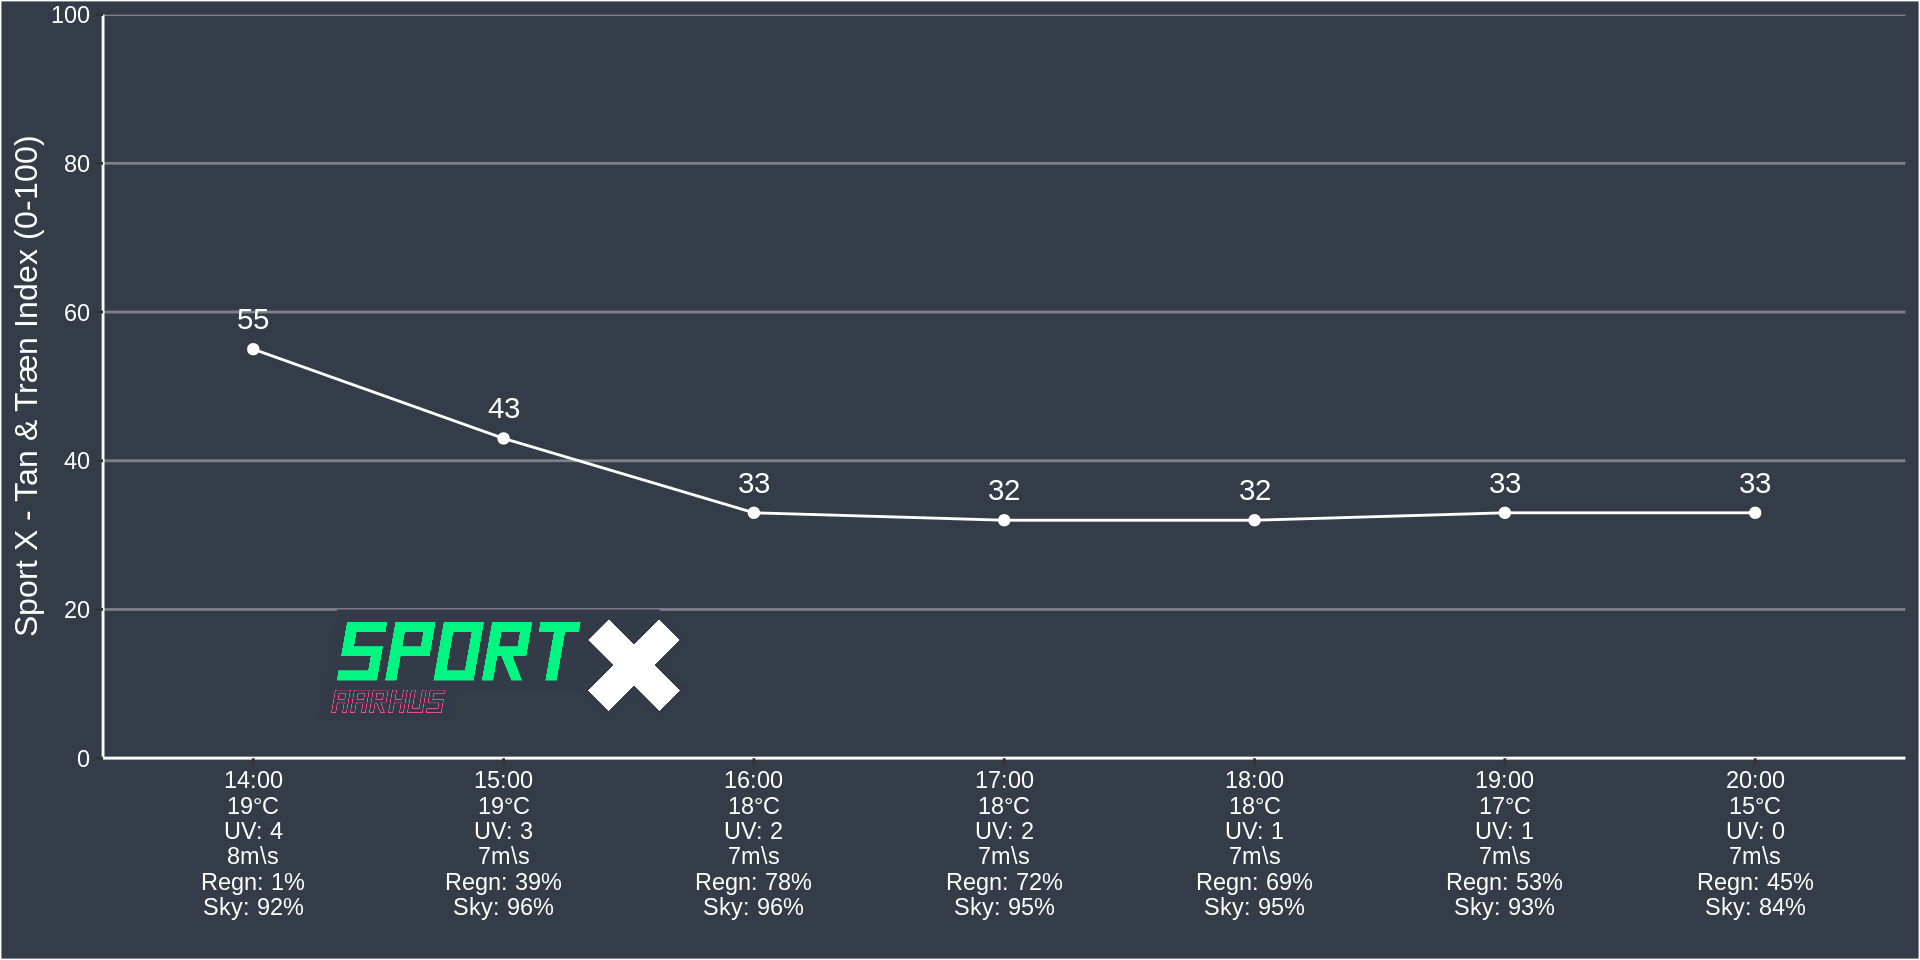 Sport X - Tan & Træn Index (0-100)
100
80
60
40
20
0
55
43
33
32
32
33
33
SPORT X
AARHUS
14:00 15:00 16:00 17:00 18:00 19:00 20:00
19°C 19°C 18°C 18°C 18°C 17°C 15°C
UV: 4 UV: 3 UV: 2 UV: 2 UV: 1 UV: 1 UV: 0
8m\s 7m\s 7m\s 7m\s 7m\s 7m\s 7m\s
Regn: 1% Regn: 39% Regn: 78% Regn: 72% Regn: 69% Regn: 53% Regn: 45%
Sky: 92% Sky: 96% Sky: 96% Sky: 95% Sky: 95% Sky: 93% Sky: 84%